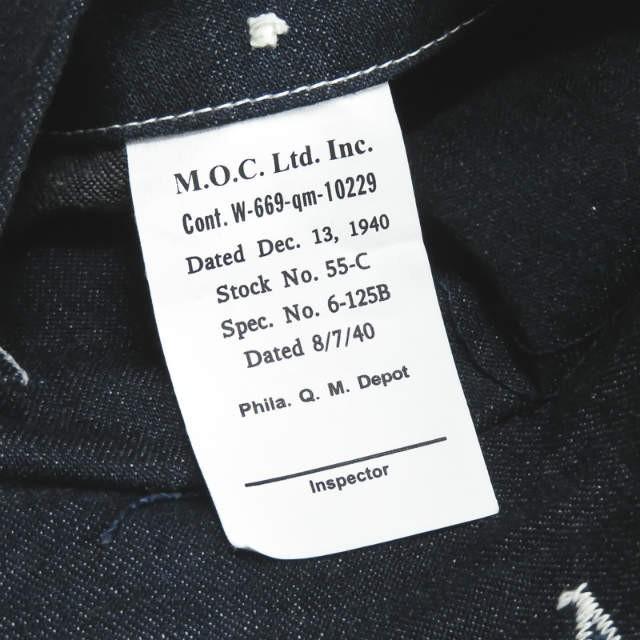 M.O.C. Ltd. Inc.
Cont. W-669-qm-10229
Dated Dec. 13, 1940
Stock No. 55-C
Spec. No. 6-125B
Dated 8/7/40
Phila. Q. M. Depot
Inspector